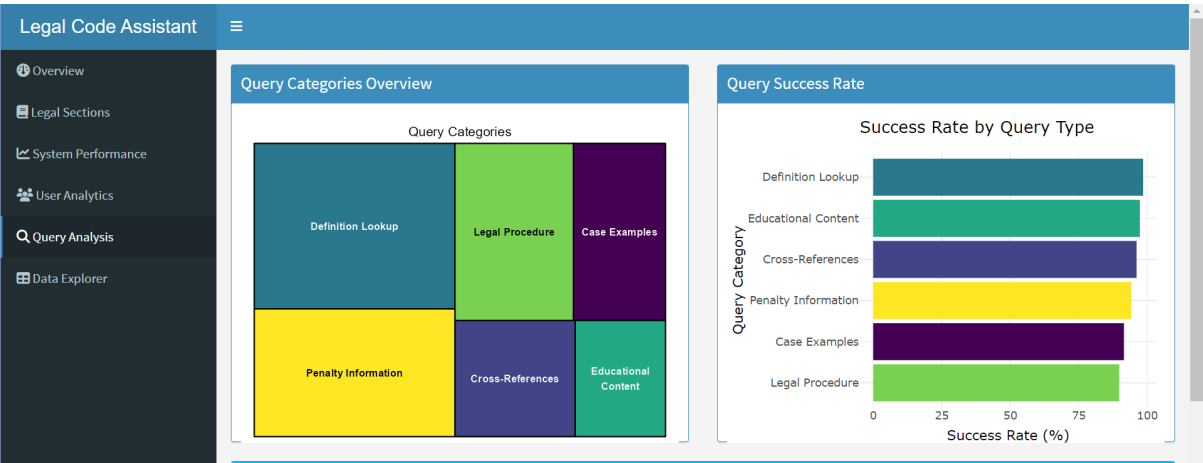 Legal Code Assistant
Overview
Legal Sections
System Performance
User Analytics
Query Analysis
Data Explorer
Query Categories Overview
Query Categories
Definition Lookup
Legal Procedure
Case Examples
Penalty Information
Cross-References
Educational
Content
Query Success Rate
Success Rate by Query Type
Query Category
Definition Lookup
Educational Content
Cross-References
Penalty Information
Case Examples
Legal Procedure
0 25 50 75 100
Success Rate (%)